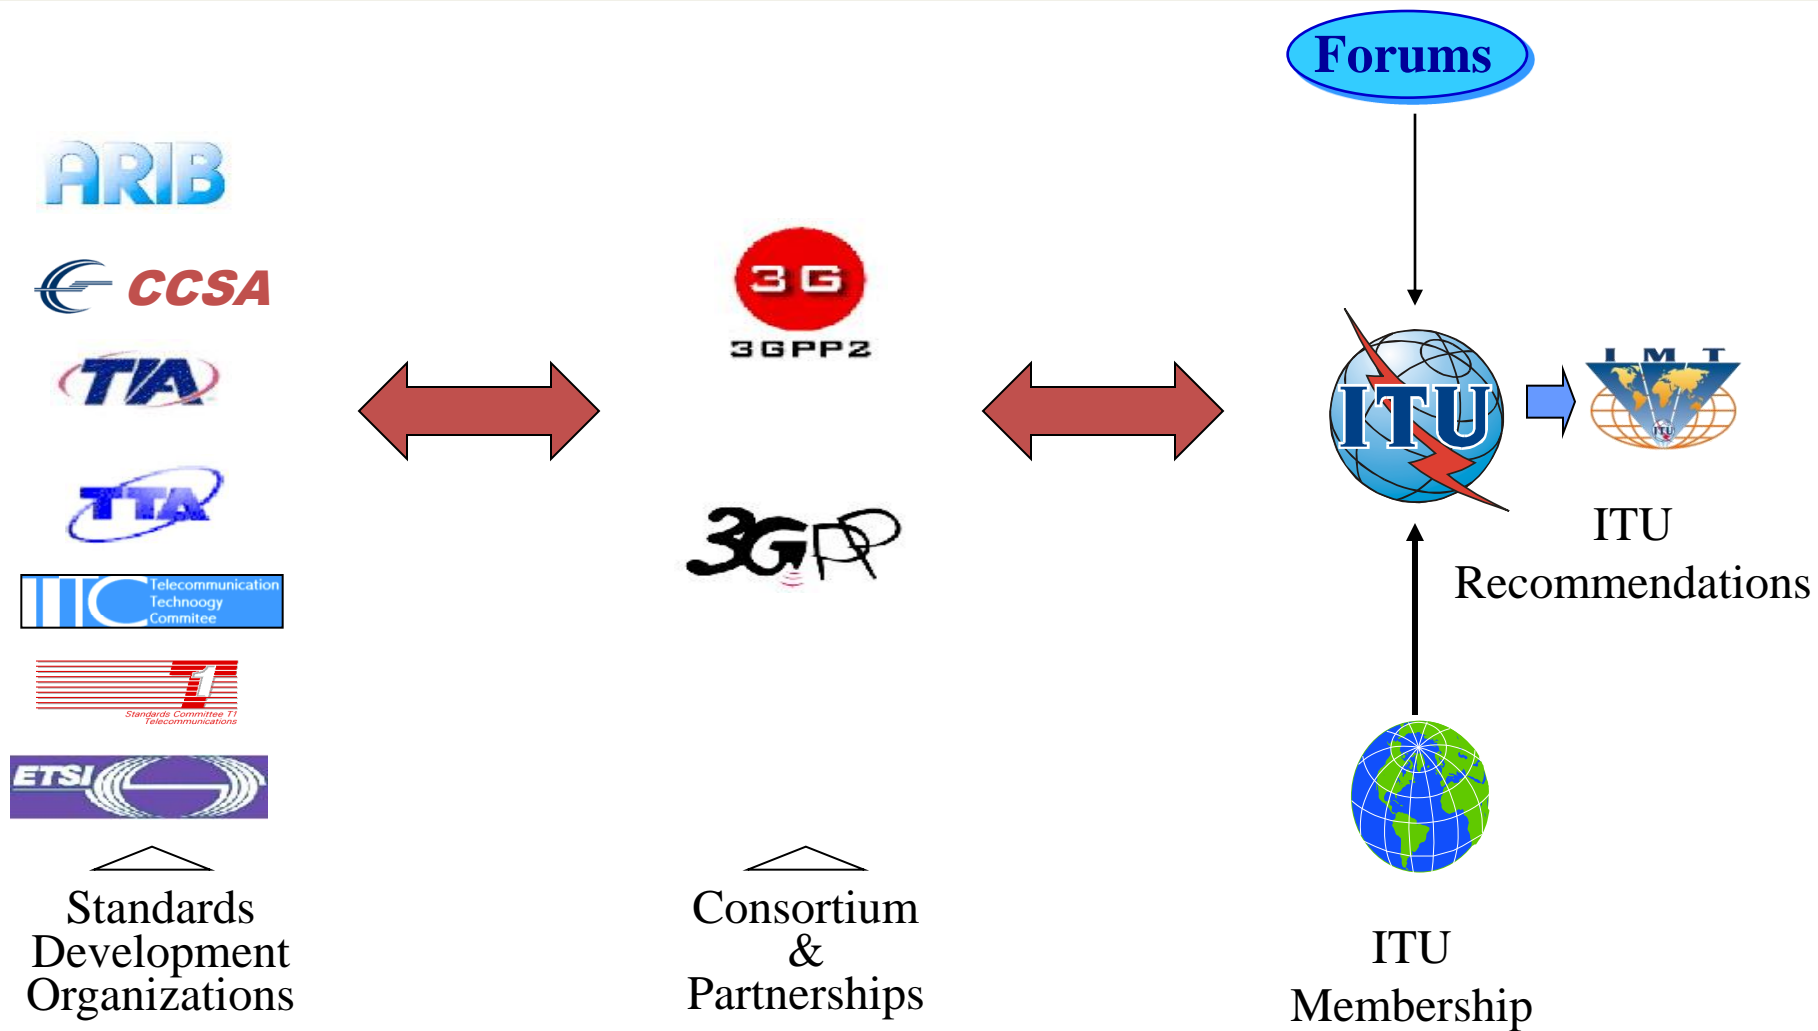 Forums
ARIB
CCSA
TIA
TTA
TTC
Telecommunication
Technoogy
Commitee
T1
Standards Committee T1
Telecommunications
ETSI
Standards
Development
Organizations
3G
3GPP2
3GPP
Consortium
&
Partnerships
ITU
IMT
ITU
ITU
Recommendations
ITU
Membership